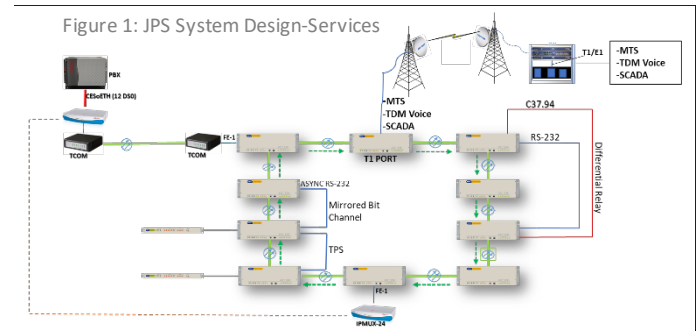 Figure 1: JPS System Design-Services
PBX
CESoETH (12 DS0)
TCOM
TCOM
FE-1
-MTS
-TDM Voice
-SCADA
T1 PORT
T1/E1
-MTS
-TDM Voice
-SCADA
C37.94
RS-232
Differential Relay
ASYNC RS-232
Mirrored Bit
Channel
TPS
FE-1
IPMUX-24